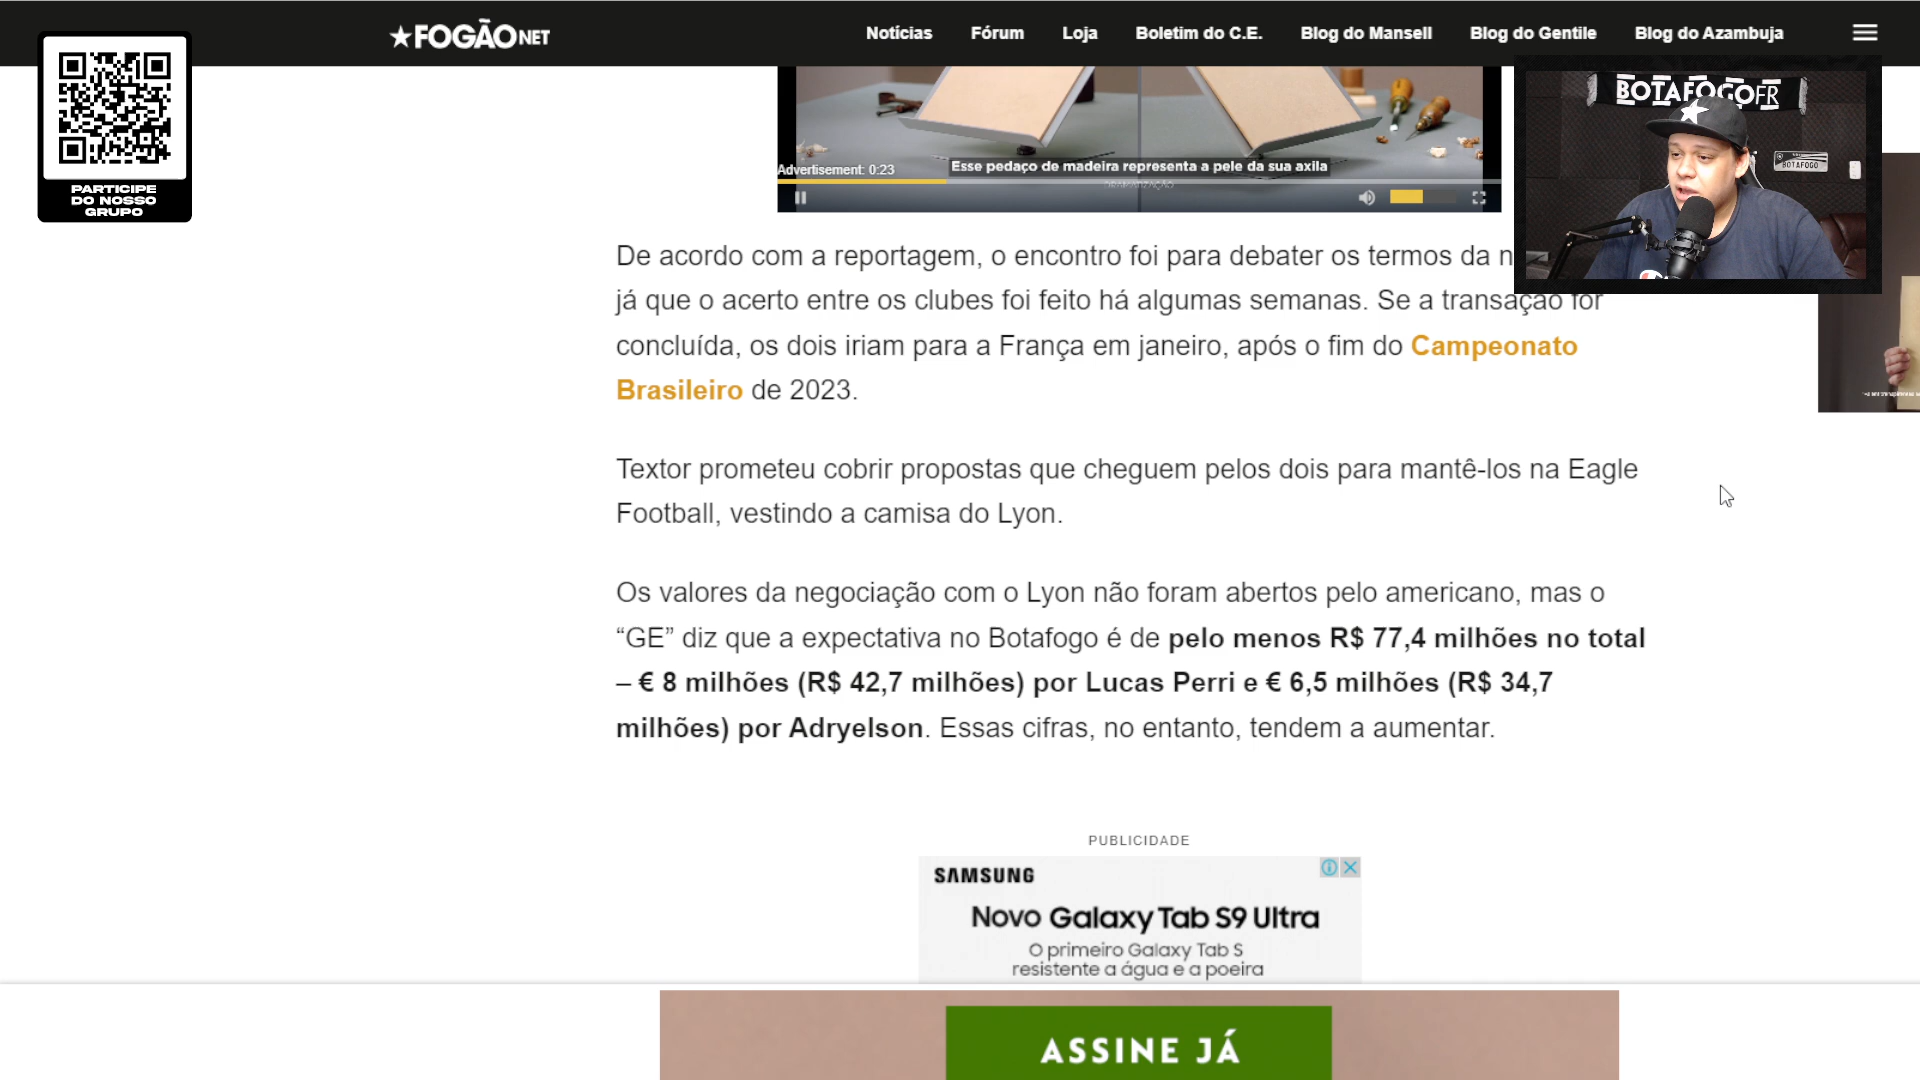 FOGÃONET
Notícias
Fórum
Loja
Boletim do C.E.
Blog do Mansell
Blog do Gentile
Blog do Azambuja
PARTICIPE
DO NOSSO
GRUPO
BOTAFOGOFR
BOTAFOGO
Esse pedaço de madeira representa a pele da sua axila
Advertisement: 0:23
DRAMATIZAÇÃO
De acordo com a reportagem, o encontro foi para debater os termos da
já que o acerto entre os clubes foi feito há algumas semanas. Se a transação for
concluída, os dois iriam para a França em janeiro, após o fim do Campeonato
Brasileiro de 2023.
Textor prometeu cobrir propostas que cheguem pelos dois para mantê-los na Eagle
Football, vestindo a camisa do Lyon.
Os valores da negociação com o Lyon não foram abertos pelo americano, mas o
“GE” diz que a expectativa no Botafogo é de pelo menos R$ 77,4 milhões no total
– € 8 milhões (R$ 42,7 milhões) por Lucas Perri e € 6,5 milhões (R$ 34,7
milhões) por Adryelson. Essas cifras, no entanto, tendem a aumentar.
PUBLICIDADE
SAMSUNG
Novo Galaxy Tab S9 Ultra
O primeiro Galaxy Tab S
resistente a água e a poeira
ASSINE JÁ